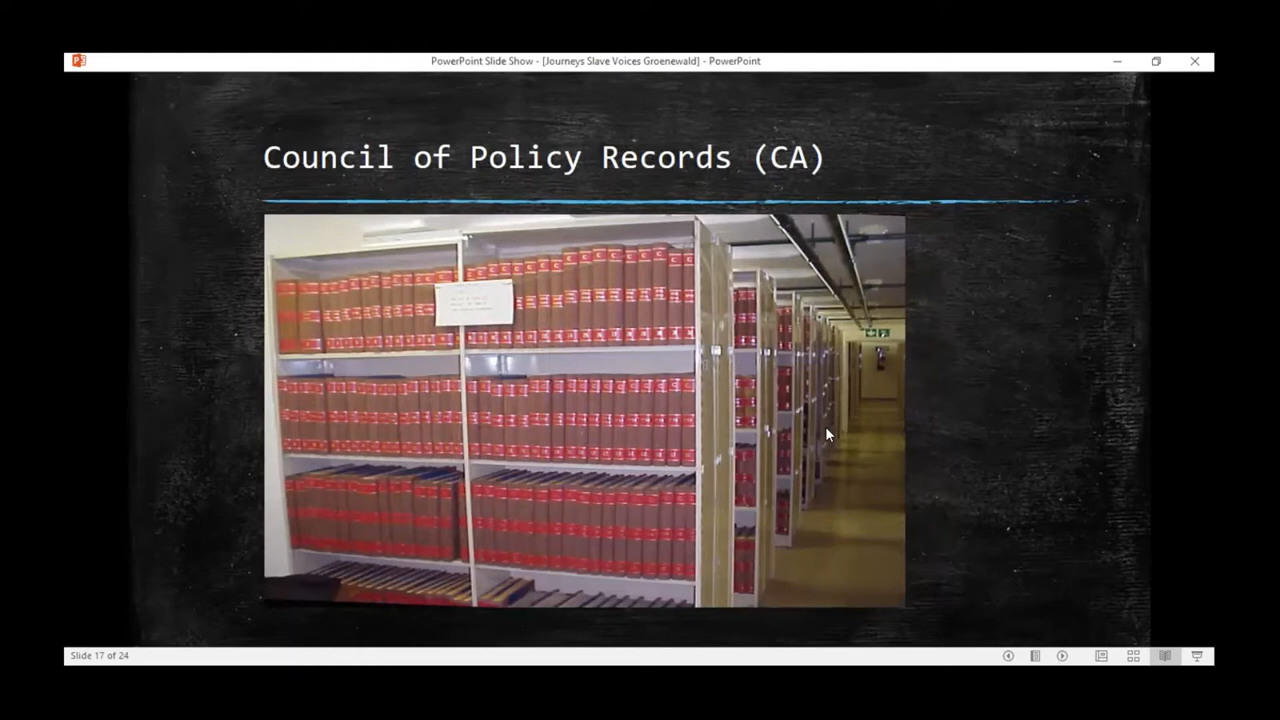 PowerPoint Slide Show - [Journeys Slave Voices Groenewald] - PowerPoint
Council of Policy Records (CA)
Slide 17 of 24